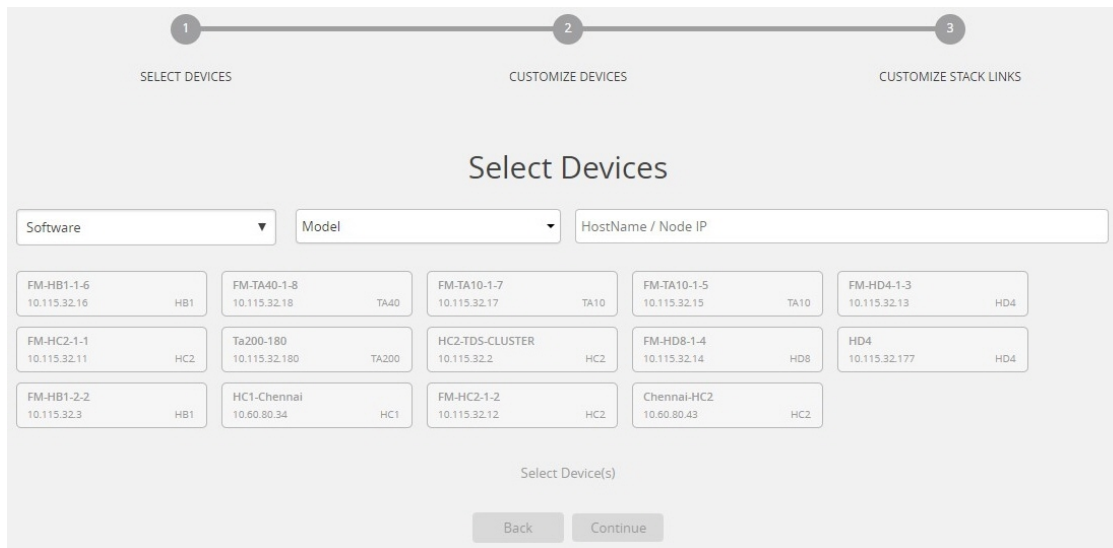 1 2 3
SELECT DEVICES CUSTOMIZE DEVICES CUSTOMIZE STACK LINKS
Select Devices
Software Model HostName / Node IP
FM-HB1-1-6 FM-TA40-1-8 FM-TA10-1-7 FM-TA10-1-5 FM-HD4-1-3
10.115.32.16 HB1 10.115.32.18 TA40 10.115.32.17 TA10 10.115.32.15 TA10 10.115.32.13 HD4
FM-HC2-1-1 Ta200-180 HC2-TDS-CLUSTER FM-HD8-1-4 HD4
10.115.32.11 HC2 10.115.32.180 TA200 10.115.32.2 HC2 10.115.32.14 HD8 10.115.32.177 HD4
FM-HB1-2-2 HC1-Chennai FM-HC2-1-2 Chennai-HC2
10.115.32.3 HB1 10.60.80.34 HC1 10.115.32.12 HC2 10.60.80.43 HC2
Select Device(s)
Back Continue